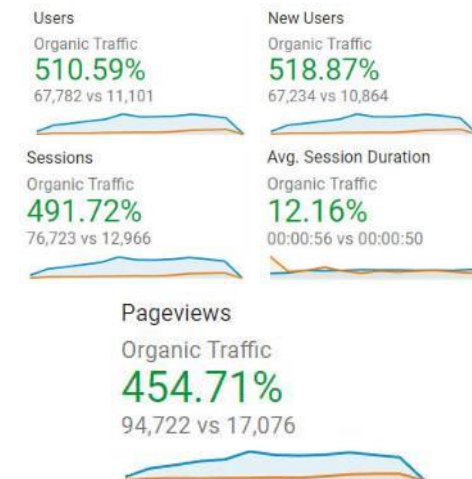 Users
Organic Traffic
510.59%
67,782 vs 11,101
New Users
Organic Traffic
518.87%
67,234 vs 10,864
Sessions
Organic Traffic
491.72%
76,723 vs 12,966
Avg. Session Duration
Organic Traffic
12.16%
00:00:56 vs 00:00:50
Pageviews
Organic Traffic
454.71%
94,722 vs 17,076